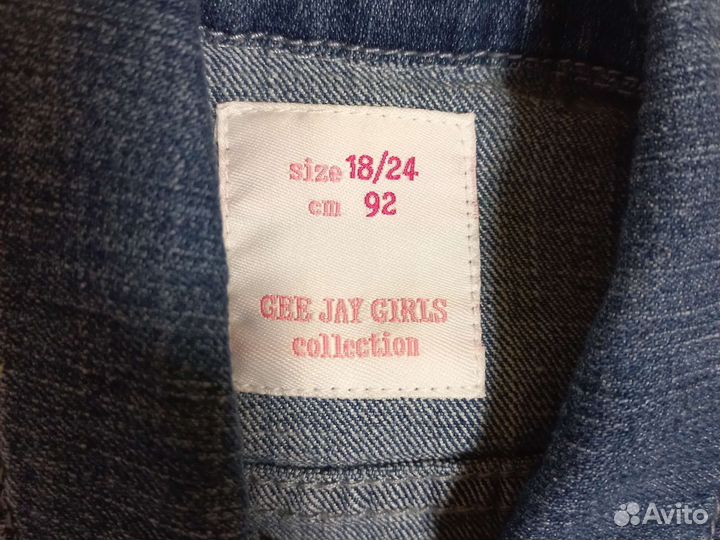 size 18/24
cm 92
GEE JAY GIRLS
collection
Avito